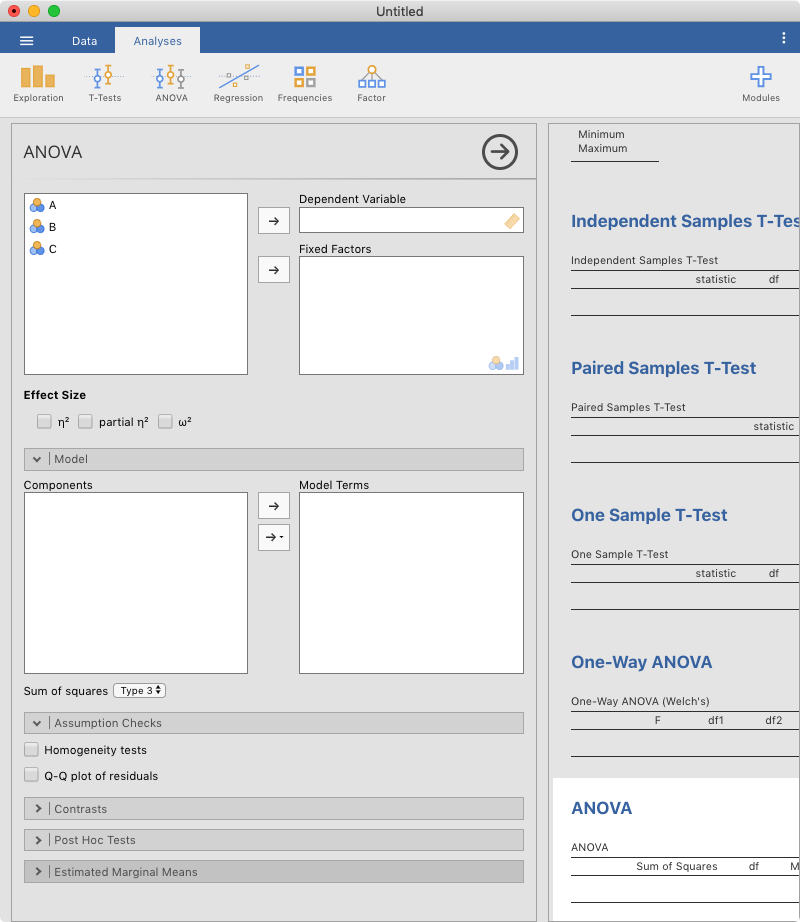 Untitled
Data
Analyses
Exploration
T-Tests
ANOVA
Regression
Frequencies
Factor
Modules
ANOVA
A
B
C
Dependent Variable
Fixed Factors
Effect Size
η²
partial η²
ω²
Model
Components
Model Terms
Sum of squares Type 3
Assumption Checks
Homogeneity tests
Q-Q plot of residuals
Contrasts
Post Hoc Tests
Estimated Marginal Means
Minimum
Maximum
Independent Samples T-Tes
Independent Samples T-Test
statistic df
Paired Samples T-Test
Paired Samples T-Test
statistic
One Sample T-Test
One Sample T-Test
statistic df
One-Way ANOVA
One-Way ANOVA (Welch's)
F df1 df2
ANOVA
ANOVA
Sum of Squares df M